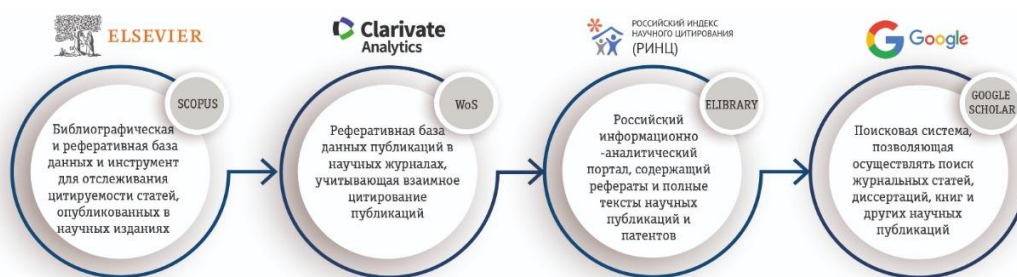 ELSEVIER
SCOPUS
Библиографическая
и реферативная база
данных и инструмент
для отслеживания
цитируемости статей,
опубликованных в
научных изданиях
Clarivate
Analytics
WoS
Реферативная база
данных публикаций в
научных журналах,
учитывающая взаимное
цитирование
публикаций
РОССИЙСКИЙ ИНДЕКС
НАУЧНОГО ЦИТИРОВАНИЯ
(РИНЦ)
ELIBRARY
Российский
информационно
-аналитический
портал, содержащий
рефераты и полные
тексты научных
публикаций и
патентов
Google
GOOGLE
SCHOLAR
Поисковая система,
позволяющая
осуществлять поиск
журнальных статей,
диссертаций, книг и
других научных
публикаций